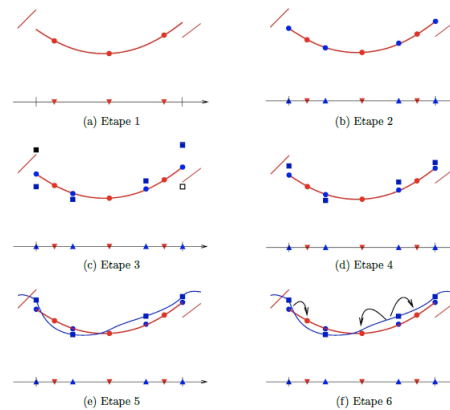 (a) Etape 1
(b) Etape 2
(c) Etape 3
(d) Etape 4
(e) Etape 5
(f) Etape 6